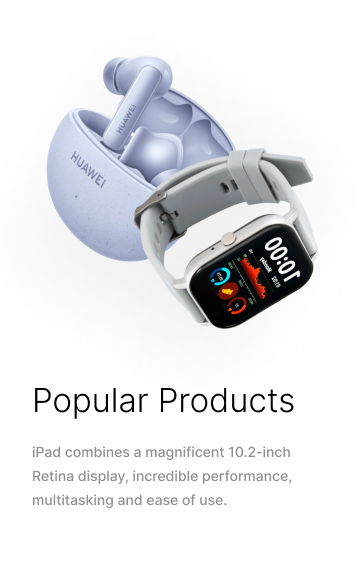 HUAWEI
HUAWEI
10:00
Monday
Popular Products
iPad combines a magnificent 10.2-inch
Retina display, incredible performance,
multitasking and ease of use.